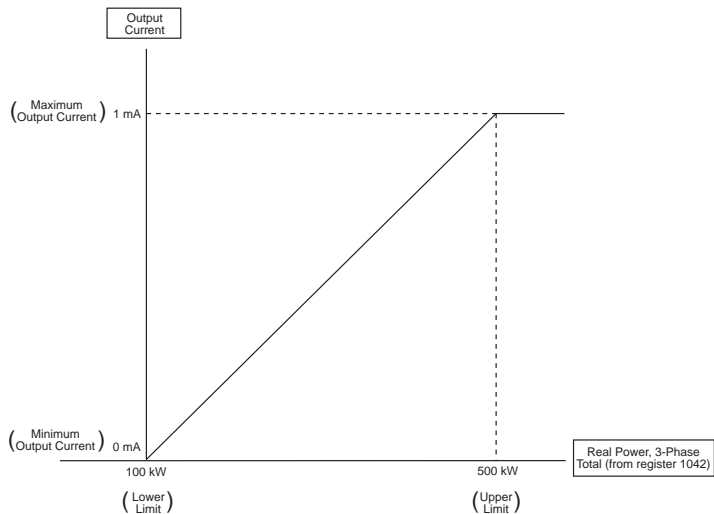 Output
Current
(Maximum
Output Current)
1 mA
(Minimum
Output Current)
0 mA
100 kW
500 kW
Real Power, 3-Phase
Total (from register 1042)
(Lower
Limit)
(Upper
Limit)